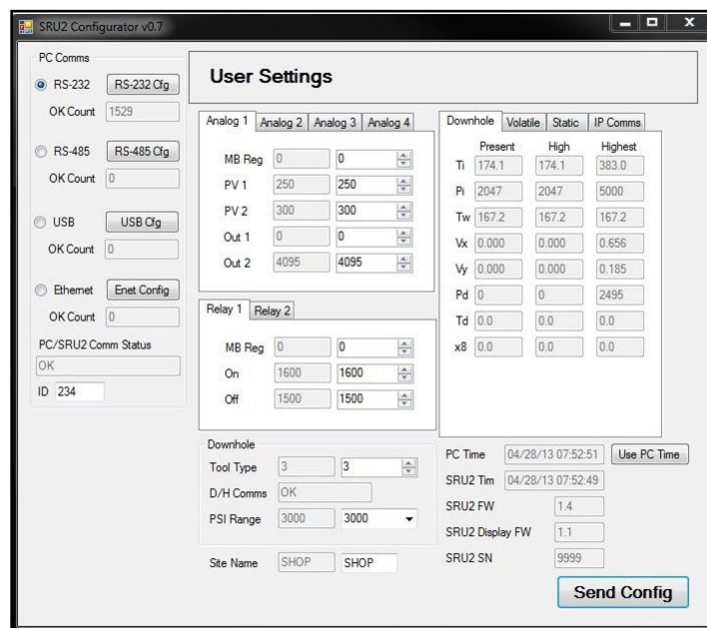 SRU2 Configurator v0.7
PC Comms
RS-232 RS-232 Cfg
OK Count 1529
RS-485 RS-485 Cfg
OK Count 0
USB USB Cfg
OK Count 0
Ethernet Enet Config
OK Count 0
PC/SRU2 Comm Status
OK
ID 234
User Settings
Analog 1 Analog 2 Analog 3 Analog 4
MB Reg 0 0
PV 1 250 250
PV 2 300 300
Out 1 0 0
Out 2 4095 4095
Relay 1 Relay 2
MB Reg 0 0
On 1600 1600
Off 1500 1500
Downhole
Tool Type 3 3
D/H Comms OK
PSI Range 3000 3000
Site Name SHOP SHOP
Downhole Volatile Static IP Comms
Present High Highest
Ti 174.1 174.1 383.0
Pi 2047 2047 5000
Tw 167.2 167.2 167.2
Vx 0.000 0.000 0.656
Vy 0.000 0.000 0.185
Pd 0 0 2495
Td 0.0 0.0 0.0
x8 0.0 0.0 0.0
PC Time 04/28/13 07:52:51 Use PC Time
SRU2 Tim 04/28/13 07:52:49
SRU2 FW 1.4
SRU2 Display FW 1.1
SRU2 SN 9999
Send Config